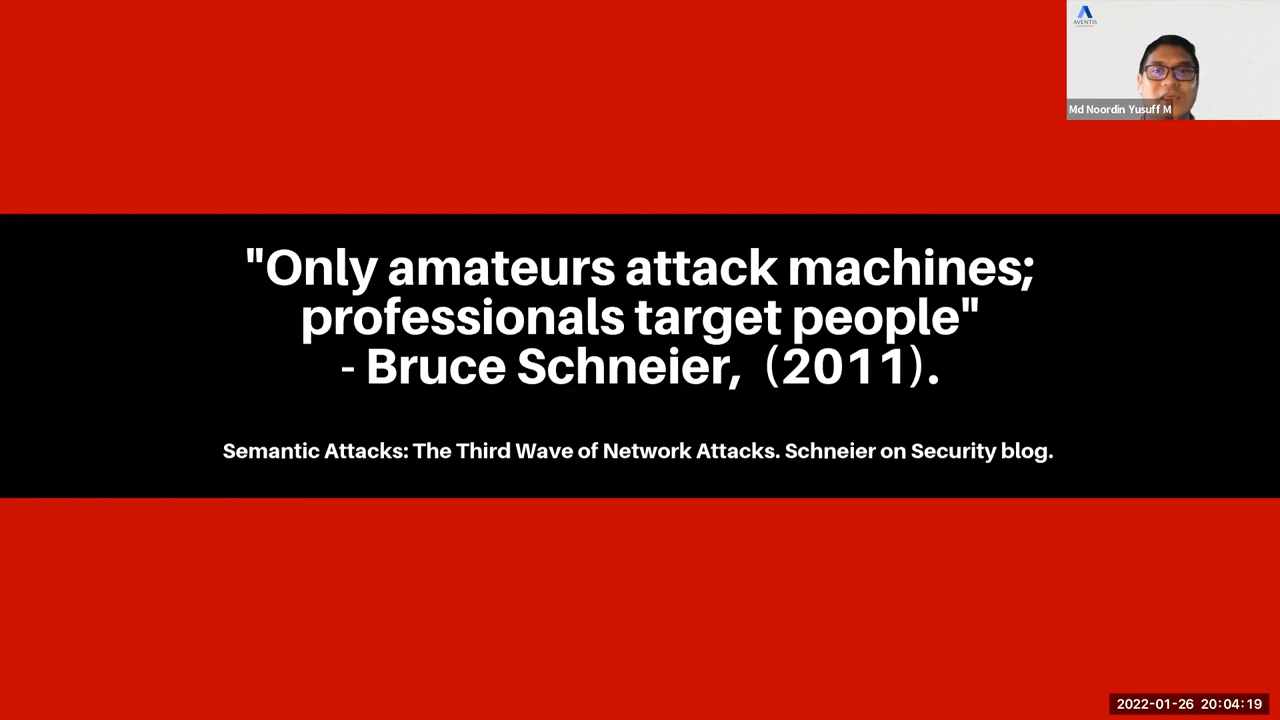 AVENTIS
Md Noordin Yusuff M
"Only amateurs attack machines;
professionals target people"
- Bruce Schneier, (2011).
Semantic Attacks: The Third Wave of Network Attacks. Schneier on Security blog.
2022-01-26 20:04:19